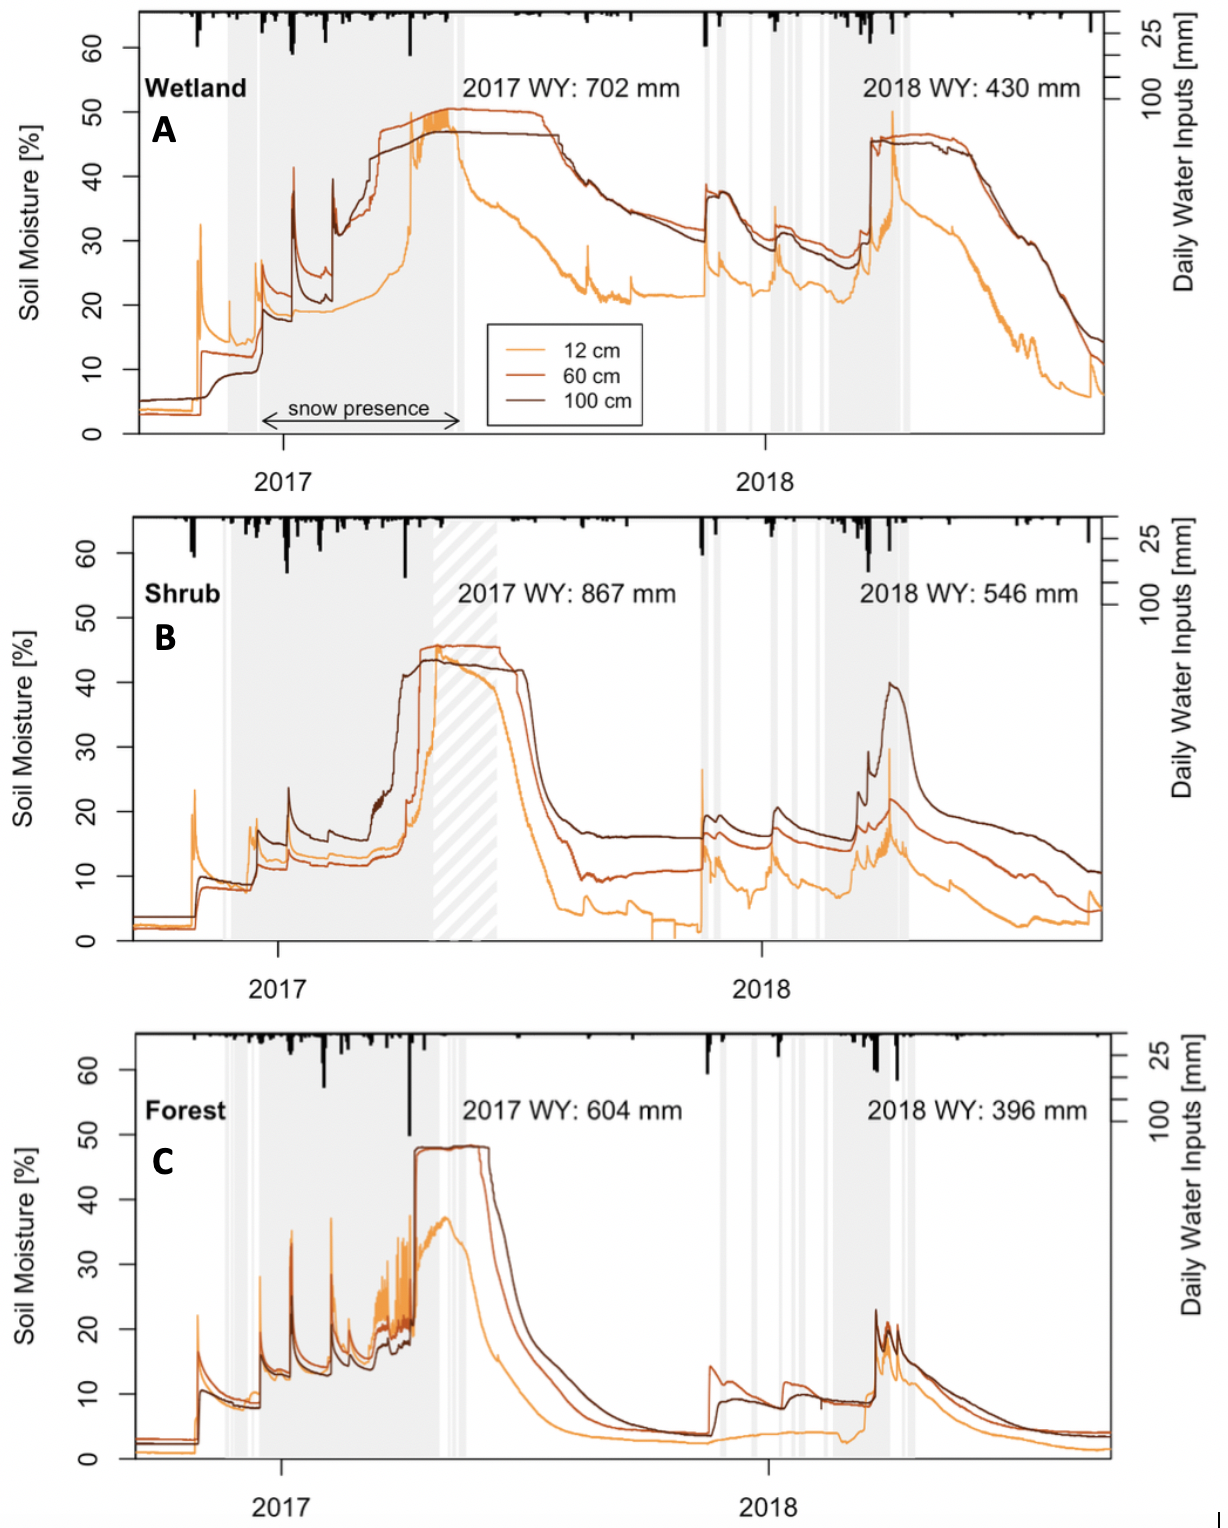 60
50
40
30
20
10
0
Soil Moisture [%]
Wetland
A
2017 WY: 702 mm
2018 WY: 430 mm
25
100
Daily Water Inputs [mm]
12 cm
60 cm
100 cm
snow presence
2017
2018
60
50
40
30
20
10
0
Soil Moisture [%]
Shrub
B
2017 WY: 867 mm
2018 WY: 546 mm
25
100
Daily Water Inputs [mm]
2017
2018
60
50
40
30
20
10
0
Soil Moisture [%]
Forest
C
2017 WY: 604 mm
2018 WY: 396 mm
25
100
Daily Water Inputs [mm]
2017
2018